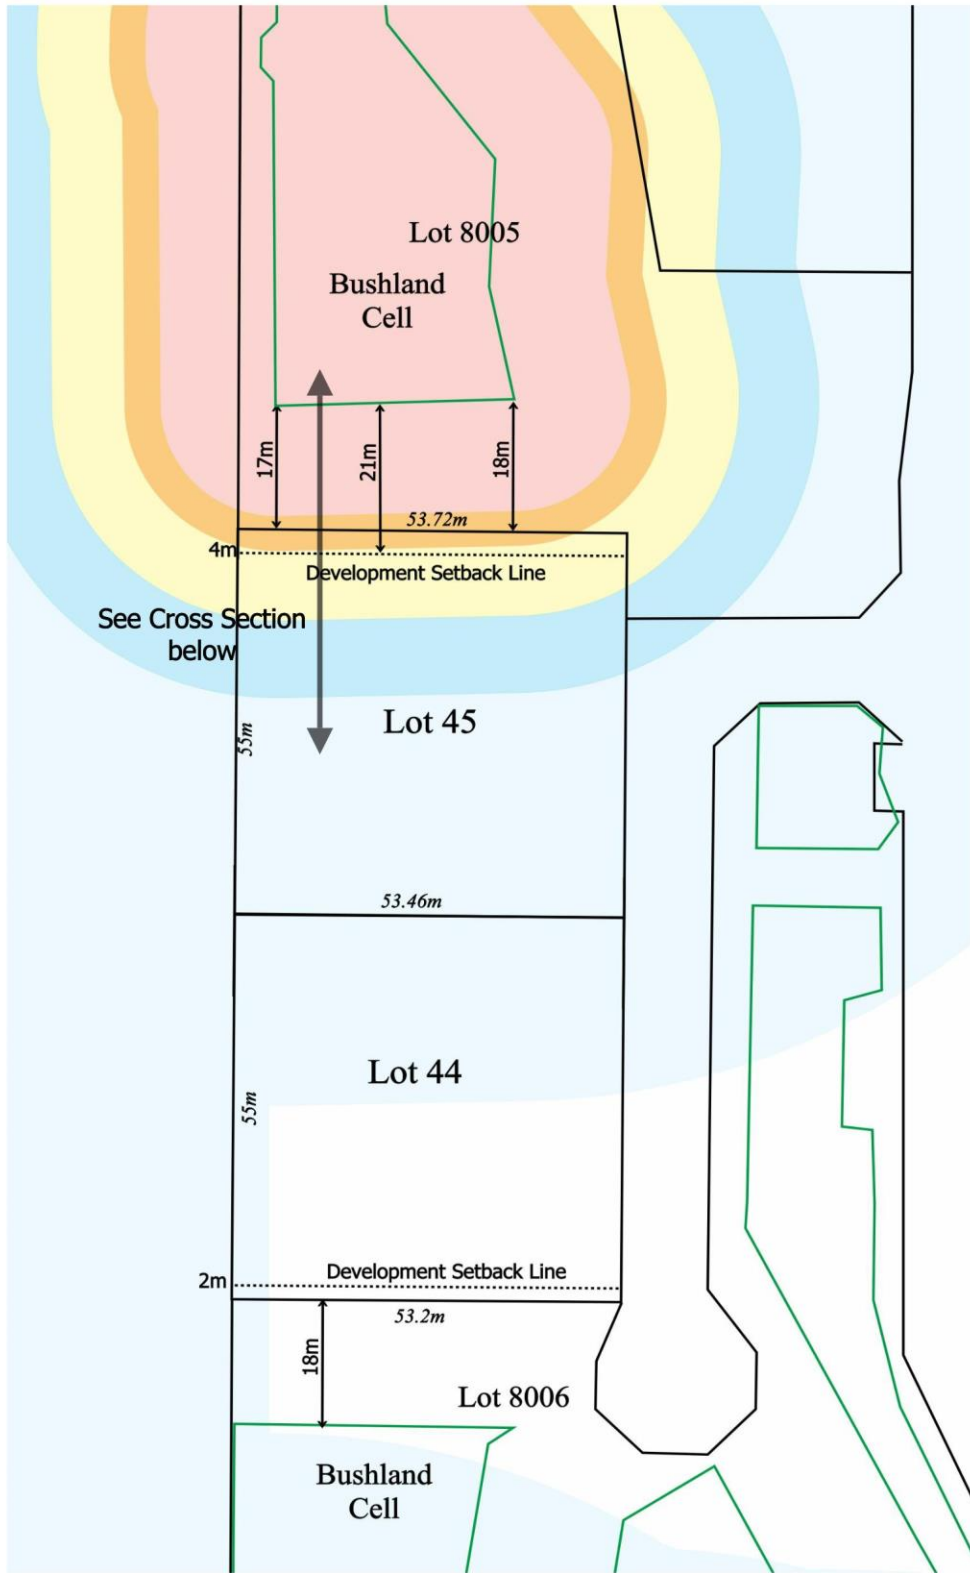 Lot 8005
Bushland
Cell
17m
21m
18m
53.72m
4m
Development Setback Line
See Cross Section
below
Lot 45
55m
53.46m
Lot 44
55m
Development Setback Line
2m
53.2m
18m
Lot 8006
Bushland
Cell